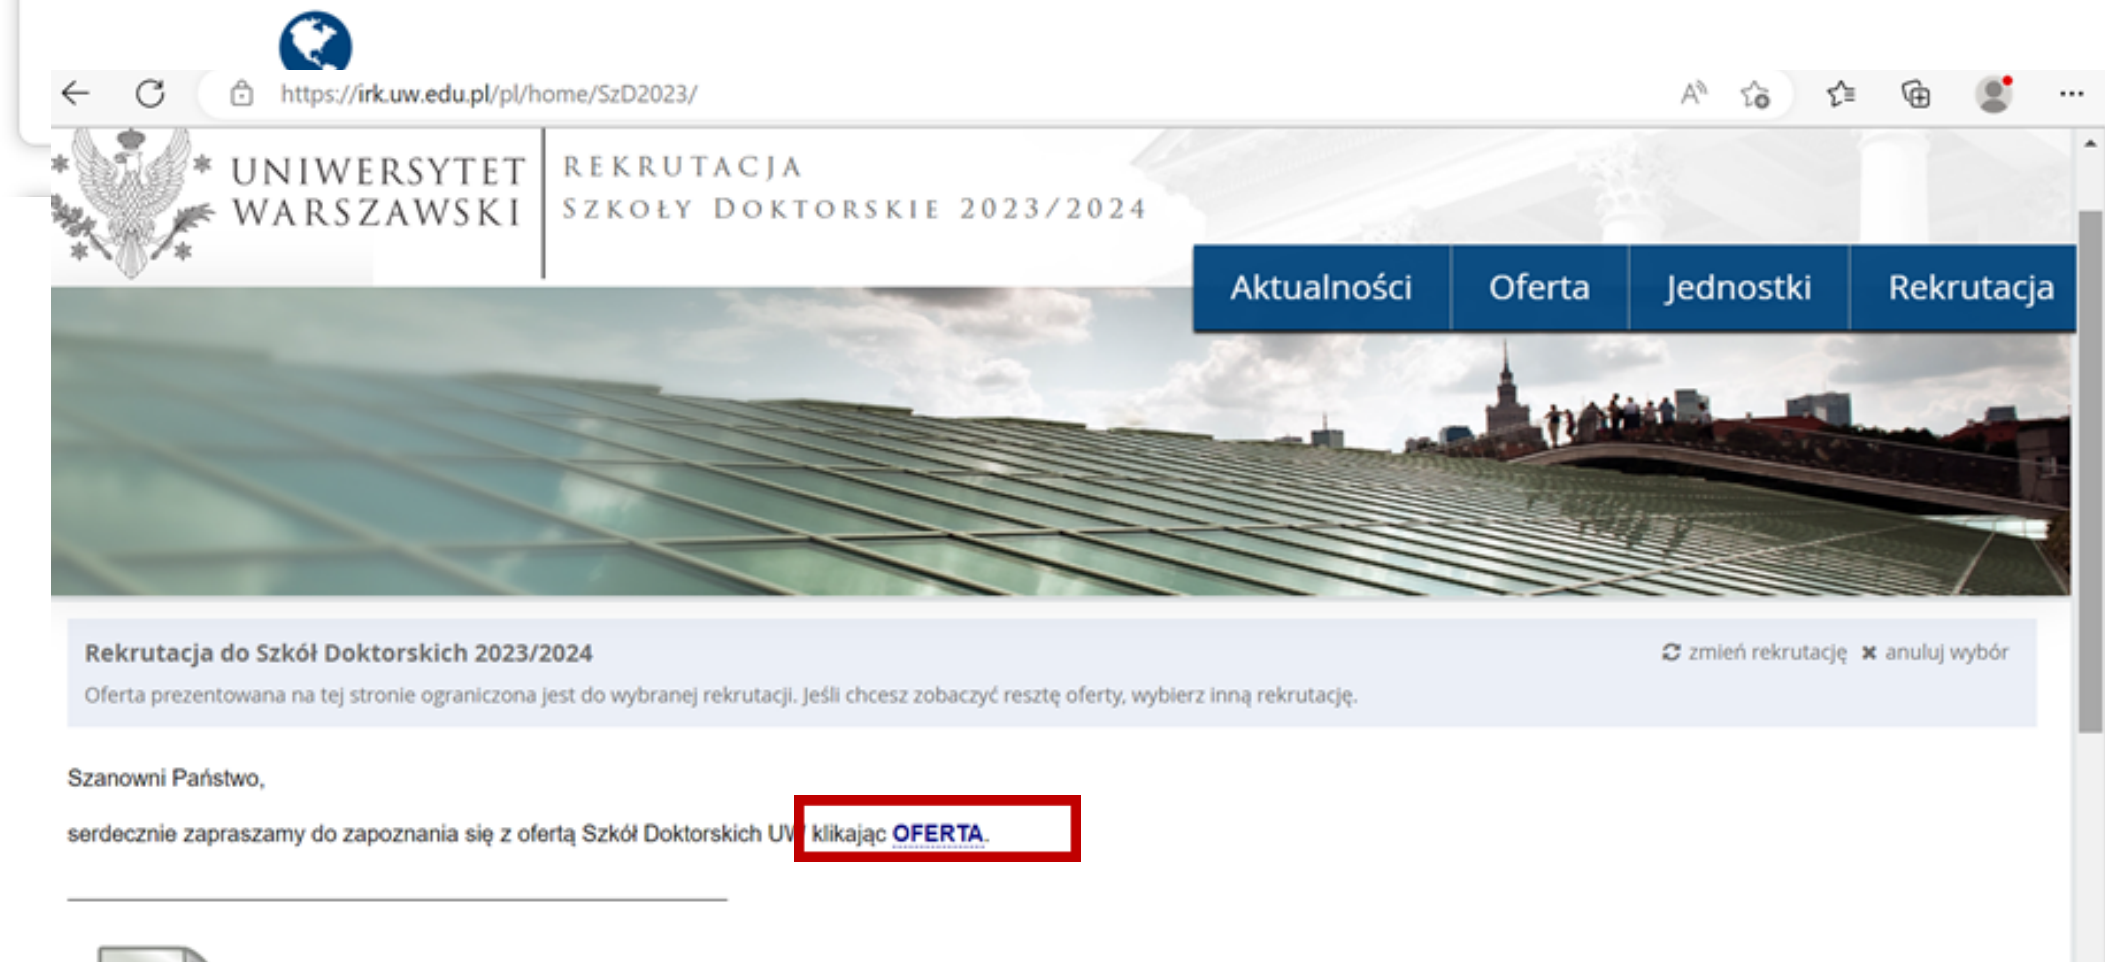 https://irk.uw.edu.pl/pl/home/SzD2023/
UNIWERSYTET
WARSZAWSKI
REKRUTACJA
SZKOŁY DOKTORSKIE 2023/2024
Aktualności Oferta Jednostki Rekrutacja
Rekrutacja do Szkół Doktorskich 2023/2024
zmień rekrutację anuluj wybór
Oferta prezentowana na tej stronie ograniczona jest do wybranej rekrutacji. Jeśli chcesz zobaczyć resztę oferty, wybierz inną rekrutację.
Szanowni Państwo,
serdecznie zapraszamy do zapoznania się z ofertą Szkół Doktorskich UW klikając OFERTA.